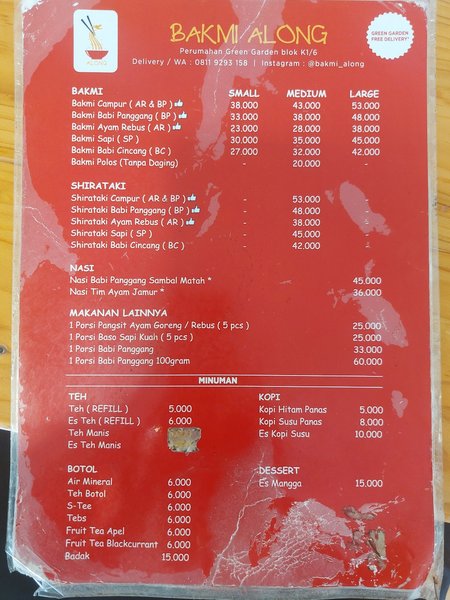 ALONG
BAKMI ALONG
Perumahan Green Garden blok K1/6
Delivery / WA : 0811 9293 158 | Instagram : @bakmi_along
GREEN GARDEN
FREE DELIVERY*
BAKMI SMALL MEDIUM LARGE
Bakmi Campur ( AR & BP ) 38.000 43.000 53.000
Bakmi Babi Panggang ( BP ) 33.000 38.000 48.000
Bakmi Ayam Rebus ( AR ) 23.000 28.000 38.000
Bakmi Sapi ( SP ) 30.000 35.000 45.000
Bakmi Babi Cincang ( BC ) 27.000 32.000 42.000
Bakmi Polos (Tanpa Daging) - 20.000 -
SHIRATAKI
Shirataki Campur ( AR & BP ) - 53.000 -
Shirataki Babi Panggang ( BP ) - 48.000 -
Shirataki Ayam Rebus ( AR ) - 38.000 -
Shirataki Sapi ( SP ) - 45.000 -
Shirataki Babi Cincang ( BC ) - 42.000 -
NASI
Nasi Babi Panggang Sambal Matah * 45.000
Nasi Tim Ayam Jamur * 36.000
MAKANAN LAINNYA
1 Porsi Pangsit Ayam Goreng / Rebus ( 5 pcs ) 25.000
1 Porsi Baso Sapi Kuah ( 5 pcs ) 25.000
1 Porsi Babi Panggang 33.000
1 Porsi Babi Panggang 100gram 60.000
MINUMAN
TEH
Teh ( REFILL ) 5.000
Es Teh ( REFILL ) 6.000
Teh Manis
Es Teh Manis
KOPI
Kopi Hitam Panas 5.000
Kopi Susu Panas 8.000
Es Kopi Susu 10.000
BOTOL
Air Mineral 6.000
Teh Botol 6.000
S-Tee 6.000
Tebs 6.000
Fruit Tea Apel 6.000
Fruit Tea Blackcurrant 6.000
Badak 15.000
DESSERT
Es Mangga 15.000